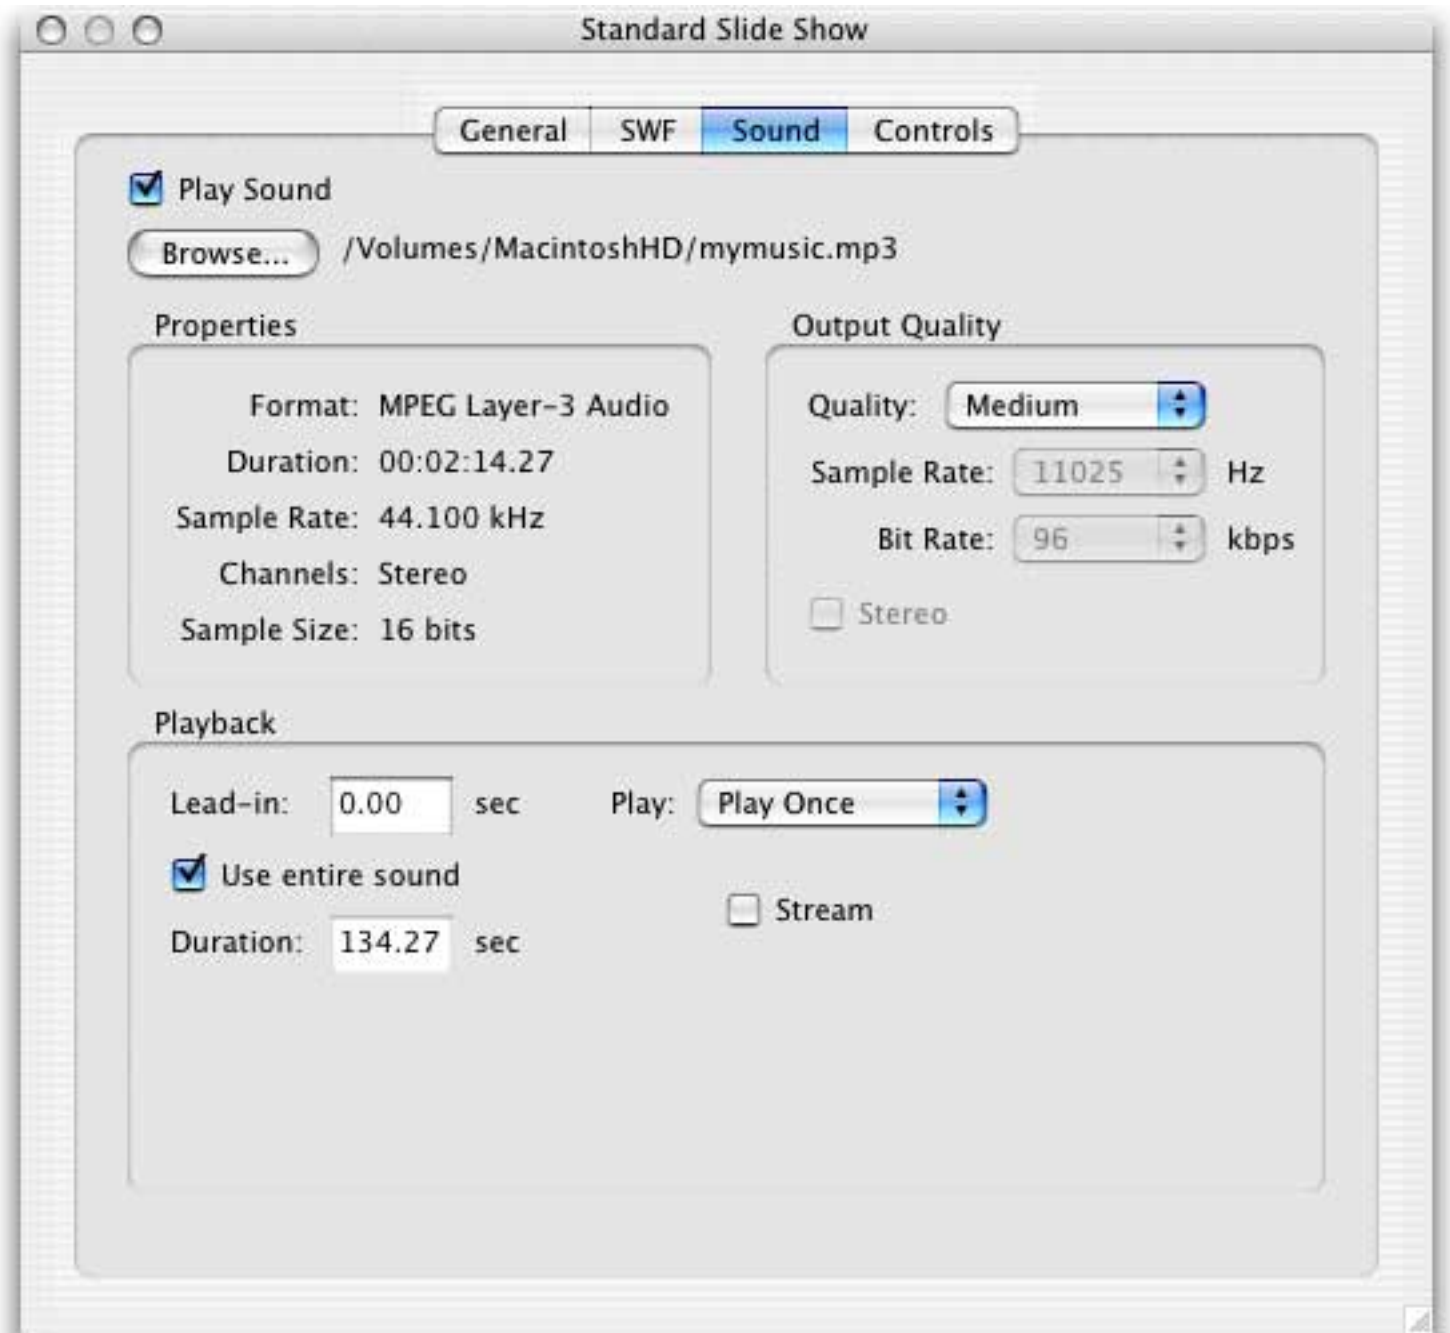 Standard Slide Show
General SWF Sound Controls
Play Sound
Browse... /Volumes/MacintoshHD/mymusic.mp3
Properties
Format: MPEG Layer-3 Audio
Duration: 00:02:14.27
Sample Rate: 44.100 kHz
Channels: Stereo
Sample Size: 16 bits
Output Quality
Quality: Medium
Sample Rate: 11025 Hz
Bit Rate: 96 kbps
Stereo
Playback
Lead-in: 0.00 sec Play: Play Once
Use entire sound
Stream
Duration: 134.27 sec